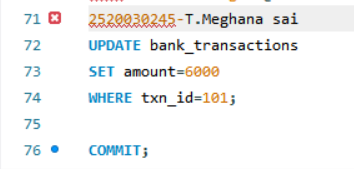 71 2520030245-T.Meghana sai
72 UPDATE bank_transactions
73 SET amount=6000
74 WHERE txn_id=101;
75
76 COMMIT;